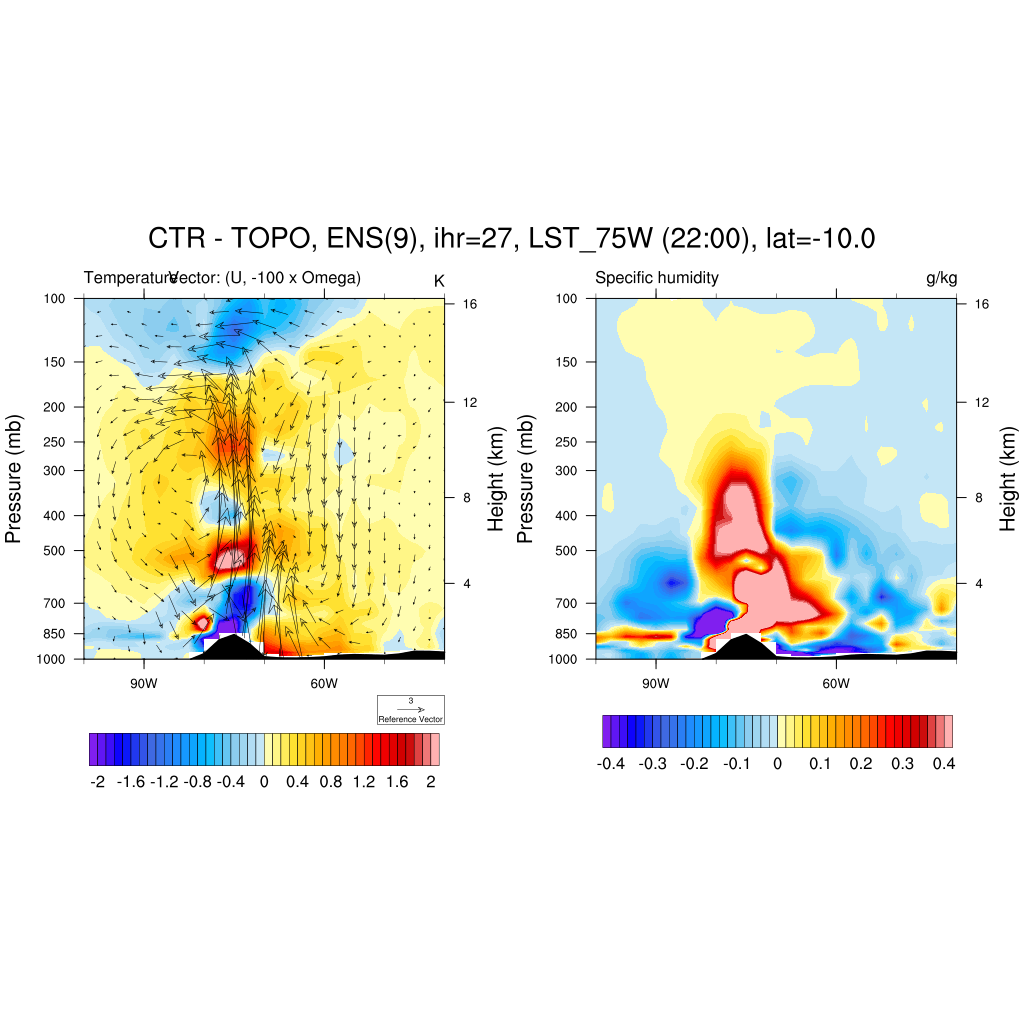 CTR - TOPO, ENS(9), ihr=27, LST_75W (22:00), lat=-10.0
Temperature Vector: (U, -100 x Omega) K
Pressure (mb)
100
150
200
250
300
400
500
700
850
1000
16
12
8
4
Height (km)
90W 60W
3
Reference Vector
-2 -1.6 -1.2 -0.8 -0.4 0 0.4 0.8 1.2 1.6 2
Specific humidity g/kg
Pressure (mb)
100
150
200
250
300
400
500
700
850
1000
16
12
8
4
Height (km)
90W 60W
-0.4 -0.3 -0.2 -0.1 0 0.1 0.2 0.3 0.4